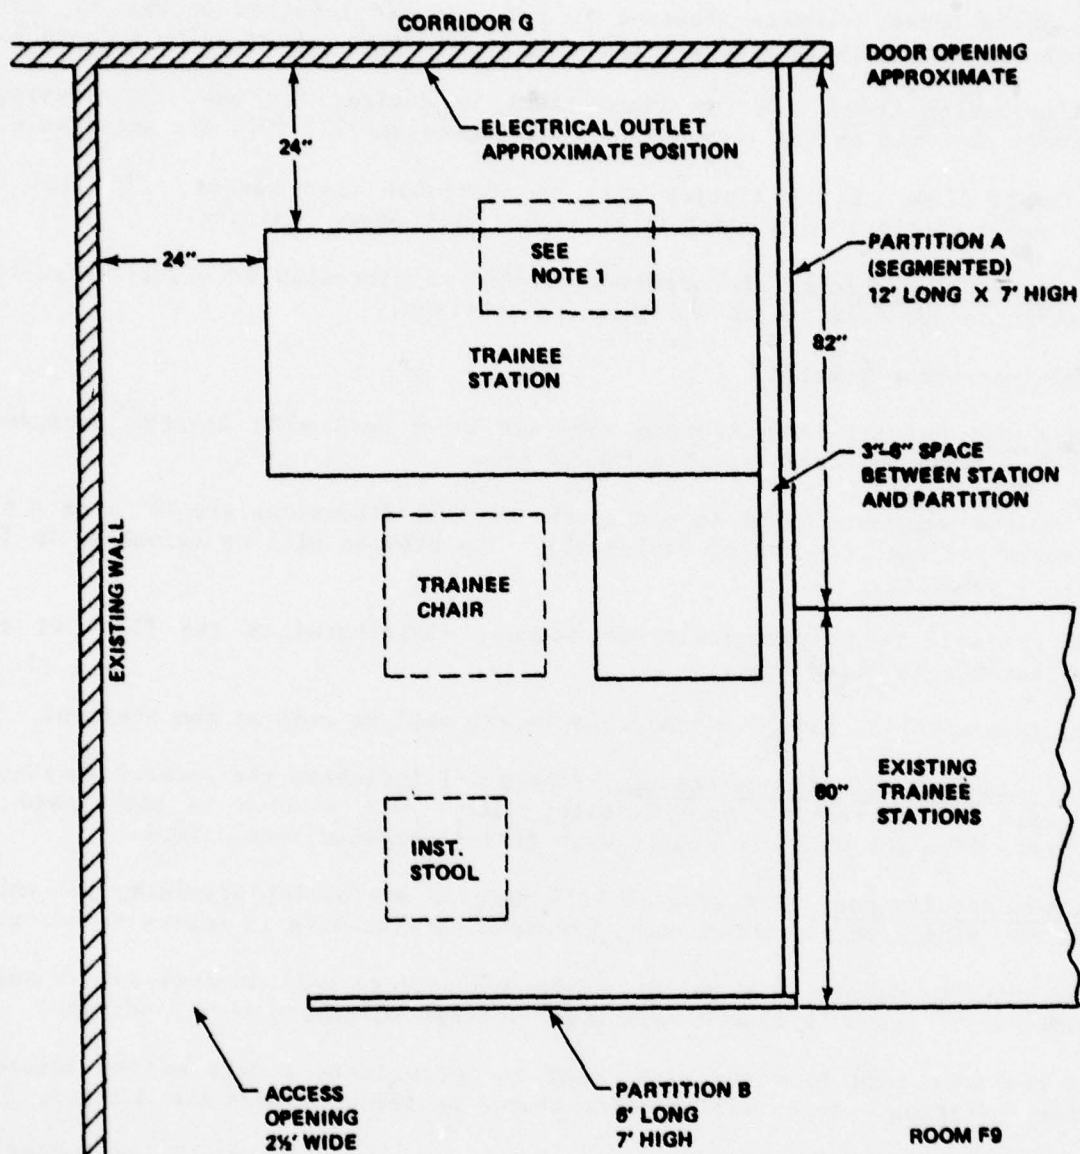 CORRIDOR G
DOOR OPENING
APPROXIMATE
ELECTRICAL OUTLET
APPROXIMATE POSITION
24"
24"
SEE
NOTE 1
PARTITION A
(SEGMENTED)
12' LONG X 7' HIGH
82"
TRAINEE
STATION
3"-6" SPACE
BETWEEN STATION
AND PARTITION
EXISTING WALL
TRAINEE
CHAIR
60"
EXISTING
TRAINEE
STATIONS
INST.
STOOL
ACCESS
OPENING
2½' WIDE
PARTITION B
6' LONG
7' HIGH
ROOM F9